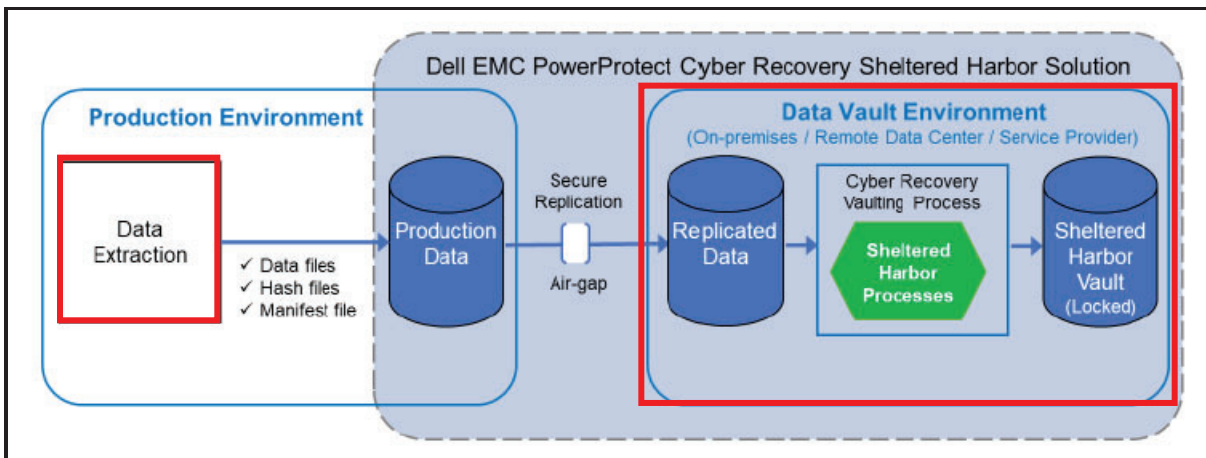 Dell EMC PowerProtect Cyber Recovery Sheltered Harbor Solution
Production Environment
Data
Extraction
✓ Data files
✓ Hash files
✓ Manifest file
Production
Data
Secure
Replication
Air-gap
Data Vault Environment
(On-premises / Remote Data Center / Service Provider)
Replicated
Data
Cyber Recovery
Vaulting Process
Sheltered
Harbor
Processes
Sheltered
Harbor
Vault
(Locked)